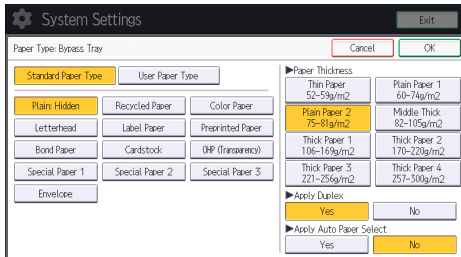 System Settings
Exit
Paper Type: Bypass Tray
Cancel
OK
Standard Paper Type
User Paper Type
Plain: Hidden
Recycled Paper
Color Paper
Letterhead
Label Paper
Preprinted Paper
Bond Paper
Cardstock
OHP (Transparency)
Special Paper 1
Special Paper 2
Special Paper 3
Envelope
▶Paper Thickness
Thin Paper
52-59g/m2
Plain Paper 1
60-74g/m2
Plain Paper 2
75-81g/m2
Middle Thick
82-105g/m2
Thick Paper 1
106-169g/m2
Thick Paper 2
170-220g/m2
Thick Paper 3
221-256g/m2
Thick Paper 4
257-300g/m2
▶Apply Duplex
Yes
No
▶Apply Auto Paper Select
Yes
No